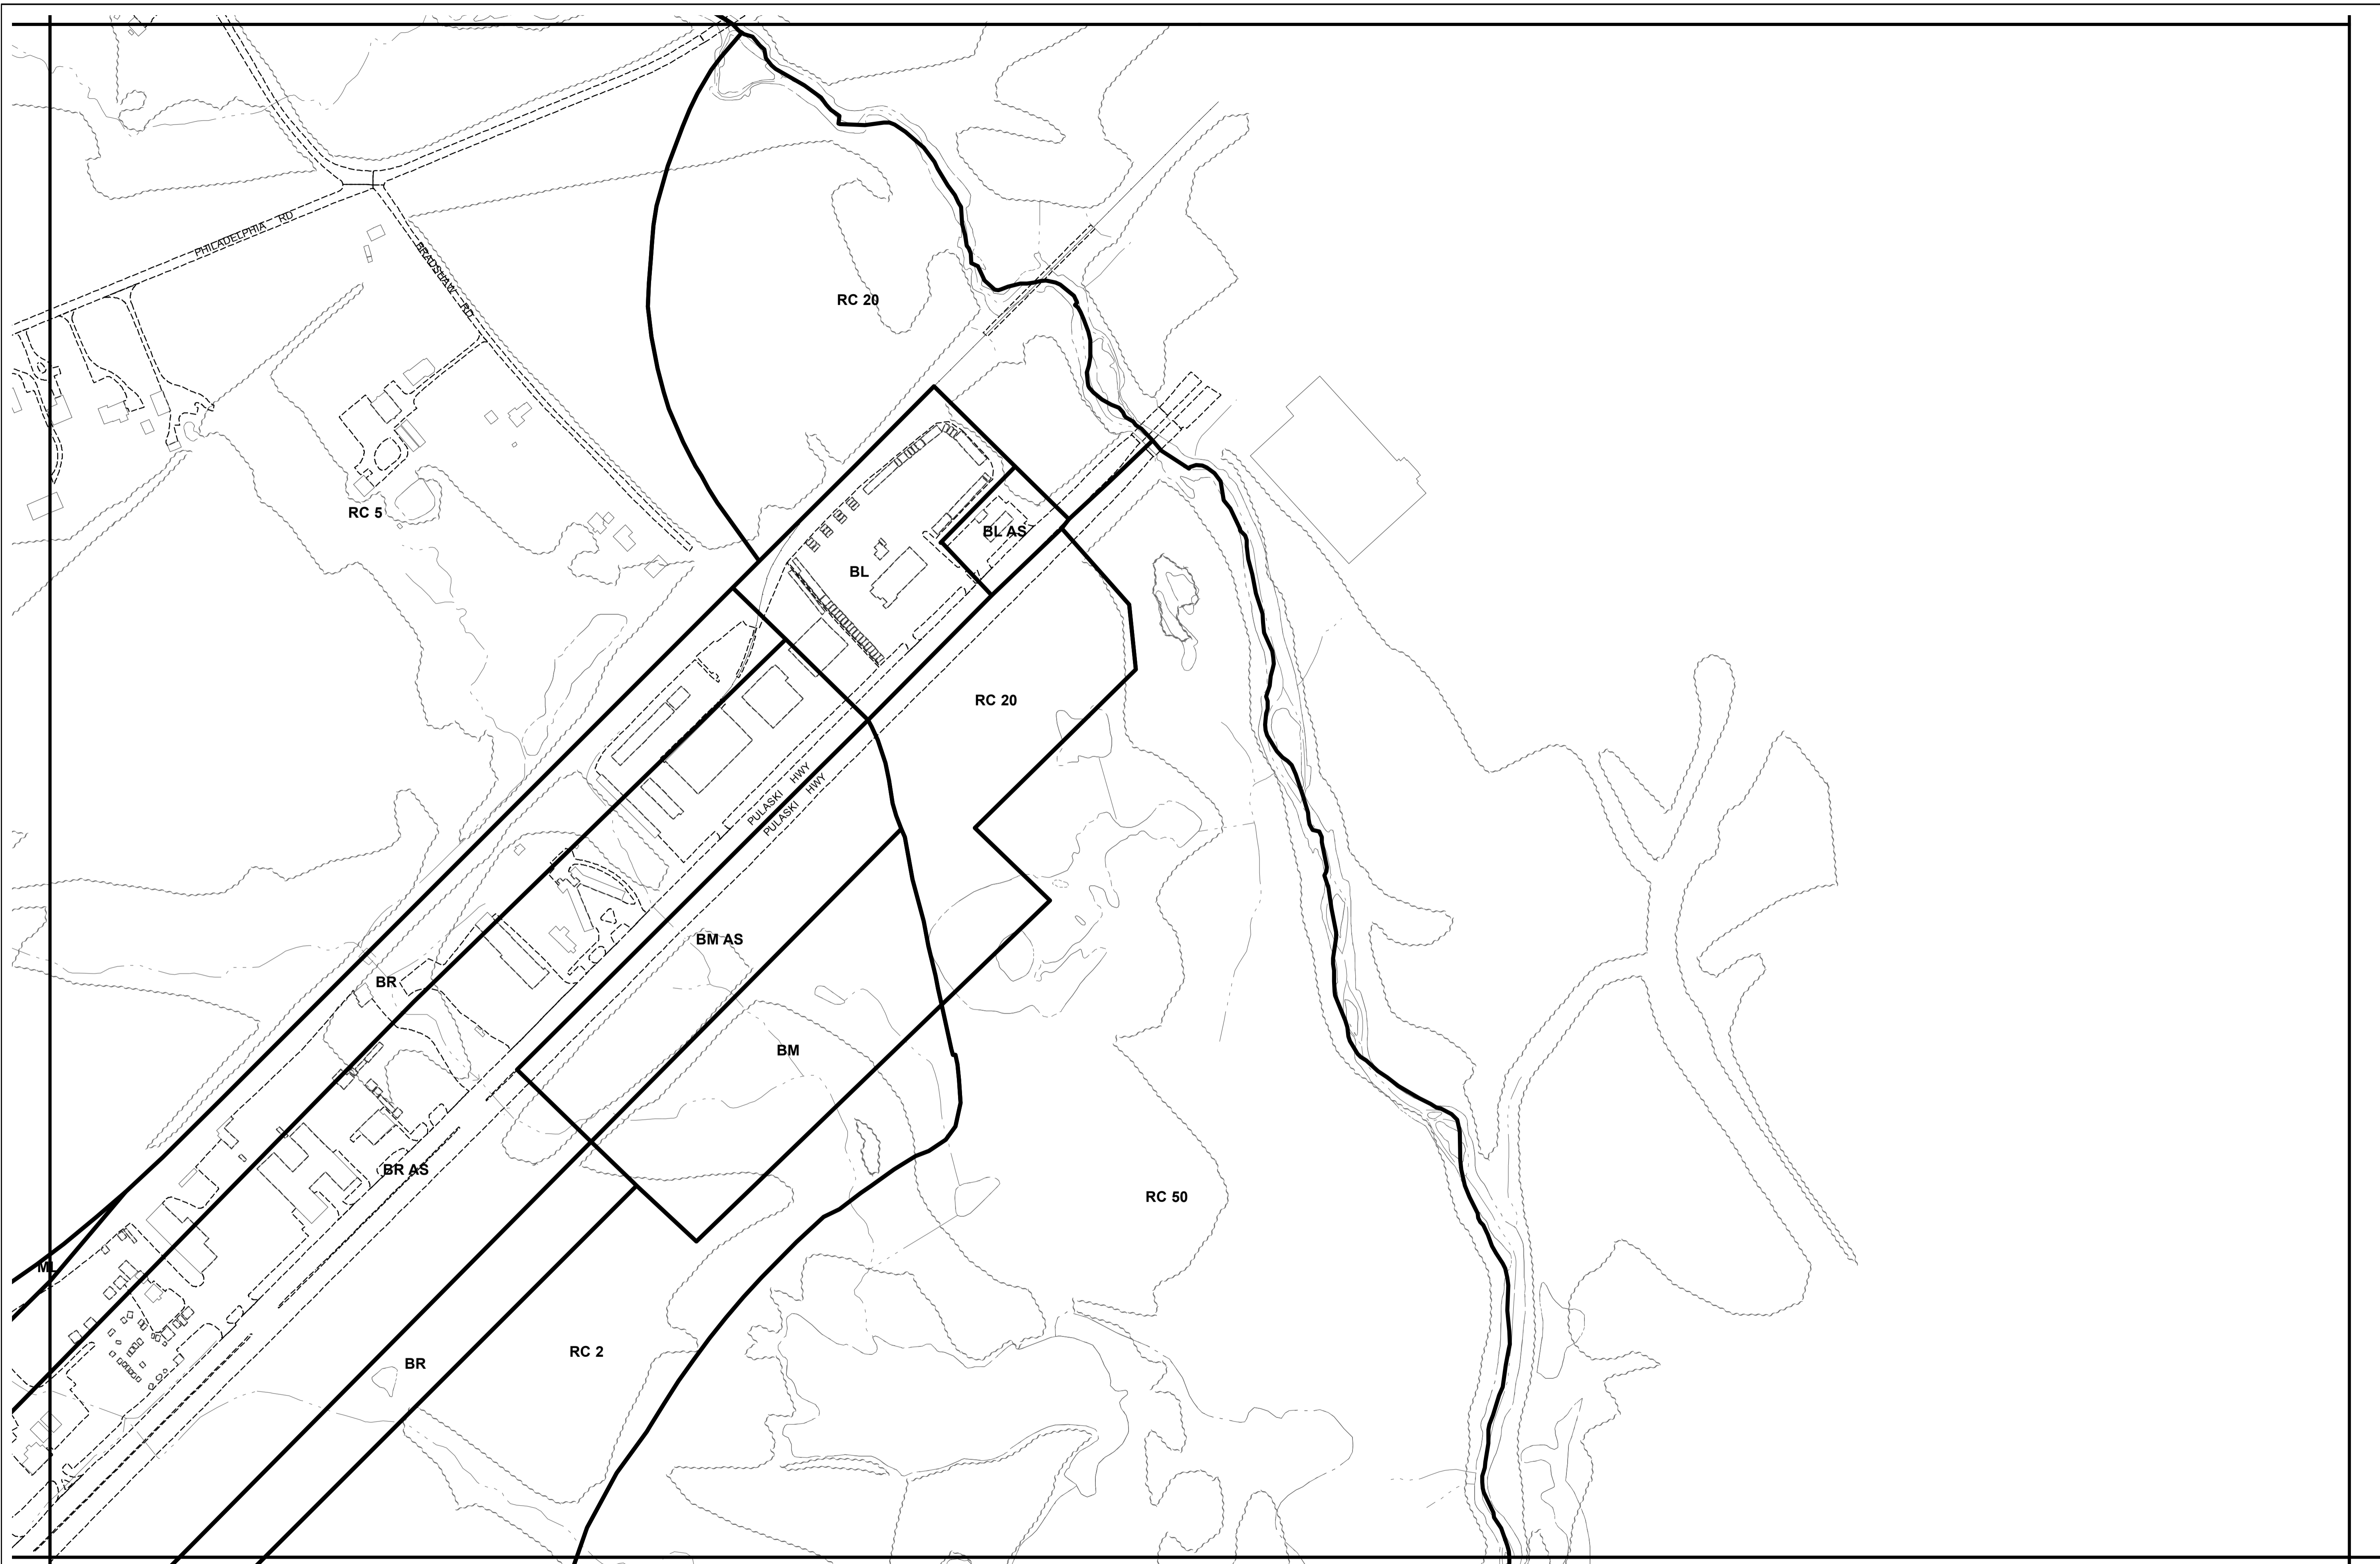 PHILADELPHIA RD
BRADSHAW RD
RC 20
RC 5
BL AS
BL
RC 20
PULASKI HWY
PULASKI HWY
BM AS
BR
BM
BR AS
RC 50
ML
RC 2
BR